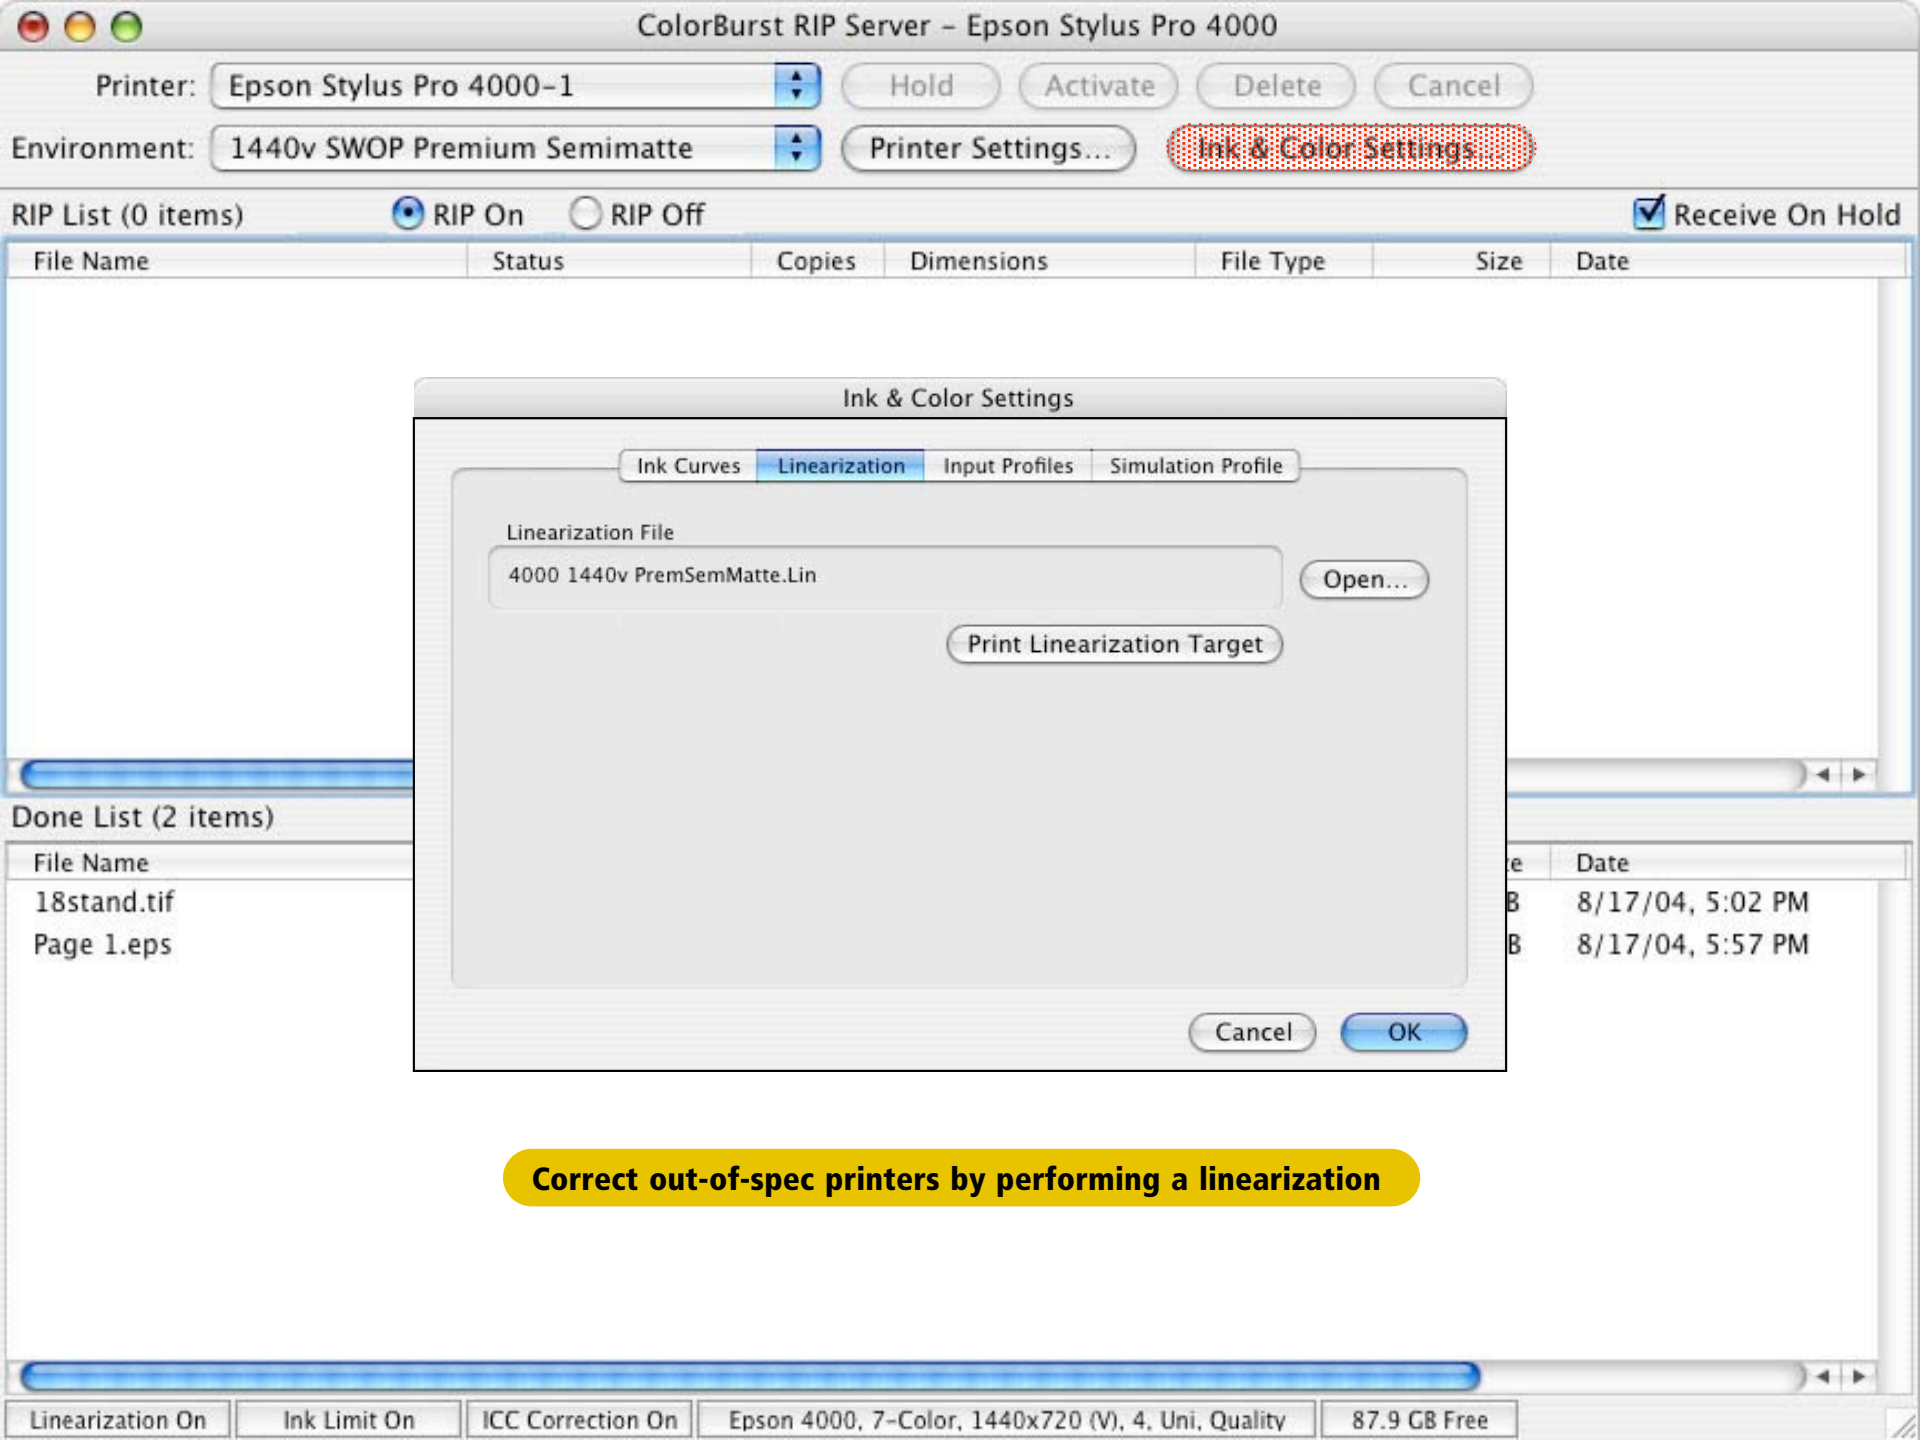 ColorBurst RIP Server – Epson Stylus Pro 4000
Printer: Epson Stylus Pro 4000–1 Hold Activate Delete Cancel
Environment: 1440v SWOP Premium Semimatte Printer Settings... Ink & Color Settings...
RIP List (0 items) RIP On RIP Off Receive On Hold
File Name Status Copies Dimensions File Type Size Date
Ink & Color Settings
Ink Curves Linearization Input Profiles Simulation Profile
Linearization File
4000 1440v PremSemMatte.Lin Open...
Print Linearization Target
Cancel OK
Done List (2 items)
File Name e Date
18stand.tif B 8/17/04, 5:02 PM
Page 1.eps B 8/17/04, 5:57 PM
Correct out-of-spec printers by performing a linearization
Linearization On Ink Limit On ICC Correction On Epson 4000, 7–Color, 1440x720 (V), 4, Uni, Quality 87.9 GB Free